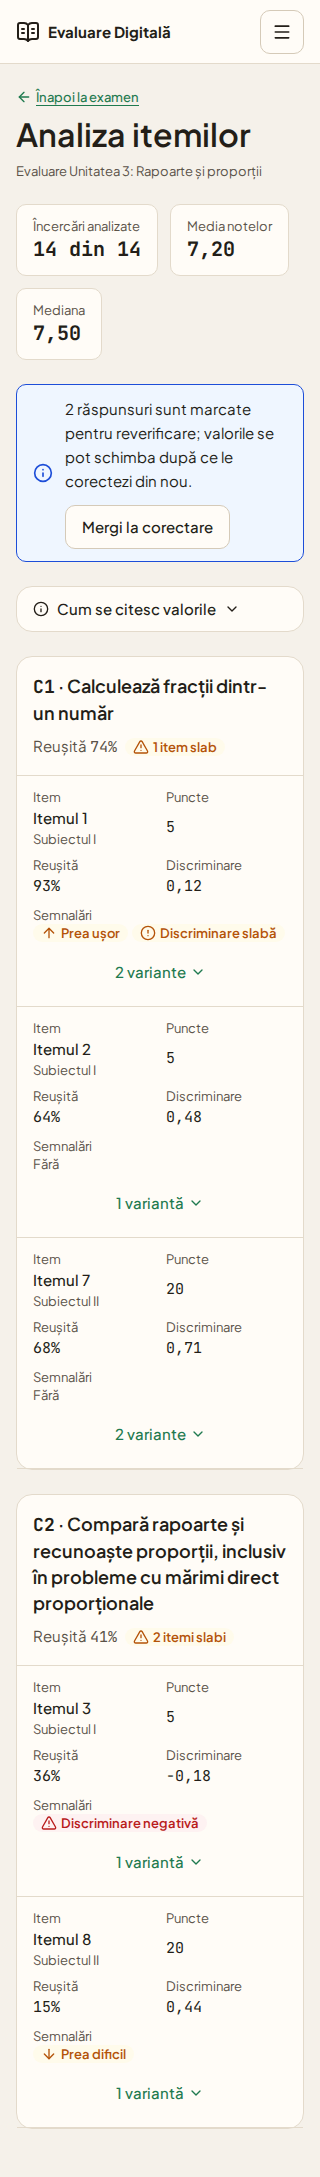 Evaluare Digitală
Înapoi la examen
Analiza itemilor
Evaluare Unitatea 3: Rapoarte și proporții
Încercări analizate
14 din 14
Media notelor
7,20
Mediana
7,50
2 răspunsuri sunt marcate
pentru reverificare; valorile se
pot schimba după ce le
corectezi din nou.
Mergi la corectare
Cum se citesc valorile
C1 · Calculează fracții dintr-
un număr
Reușită 74% 1 item slab
Item Puncte
Itemul 1 5
Subiectul I
Reușită Discriminare
93% 0,12
Semnalări
Prea ușor Discriminare slabă
2 variante
Item Puncte
Itemul 2 5
Subiectul I
Reușită Discriminare
64% 0,48
Semnalări
Fără
1 variantă
Item Puncte
Itemul 7 20
Subiectul II
Reușită Discriminare
68% 0,71
Semnalări
Fără
2 variante
C2 · Compară rapoarte și
recunoaște proporții, inclusiv
în probleme cu mărimi direct
proporționale
Reușită 41% 2 itemi slabi
Item Puncte
Itemul 3 5
Subiectul I
Reușită Discriminare
36% -0,18
Semnalări
Discriminare negativă
1 variantă
Item Puncte
Itemul 8 20
Subiectul II
Reușită Discriminare
15% 0,44
Semnalări
Prea dificil
1 variantă